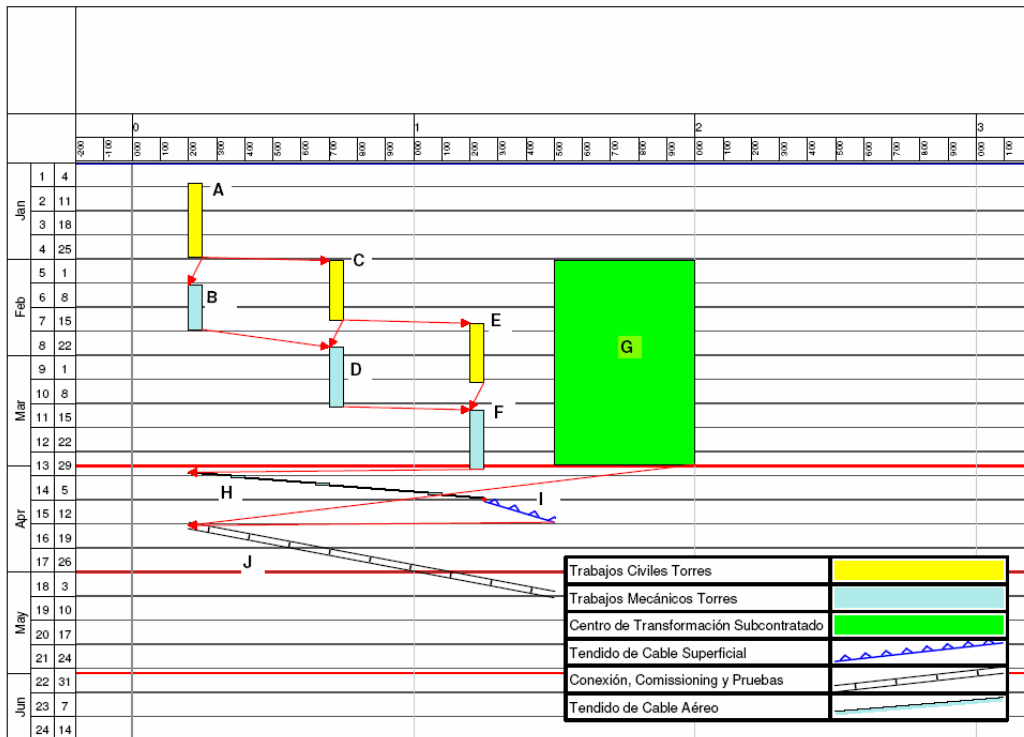 0 1 2 3
-200 -100 000 100 200 300 400 500 600 700 800 900 000 100 200 300 400 500 600 700 800 900 000 100 200 300 400 500 600 700 800 900 000 100
Jan
1 4
2 11
3 18
4 25
Feb
5 1
6 8
7 15
8 22
Mar
9 1
10 8
11 15
12 22
13 29
Apr
14 5
15 12
16 19
17 26
May
18 3
19 10
20 17
21 24
22 31
Jun
23 7
24 14
A
C
B
E
G
D
F
H
I
J
Trabajos Civiles Torres
Trabajos Mecánicos Torres
Centro de Transformación Subcontratado
Tendido de Cable Superficial
Conexión, Comissioning y Pruebas
Tendido de Cable Aéreo